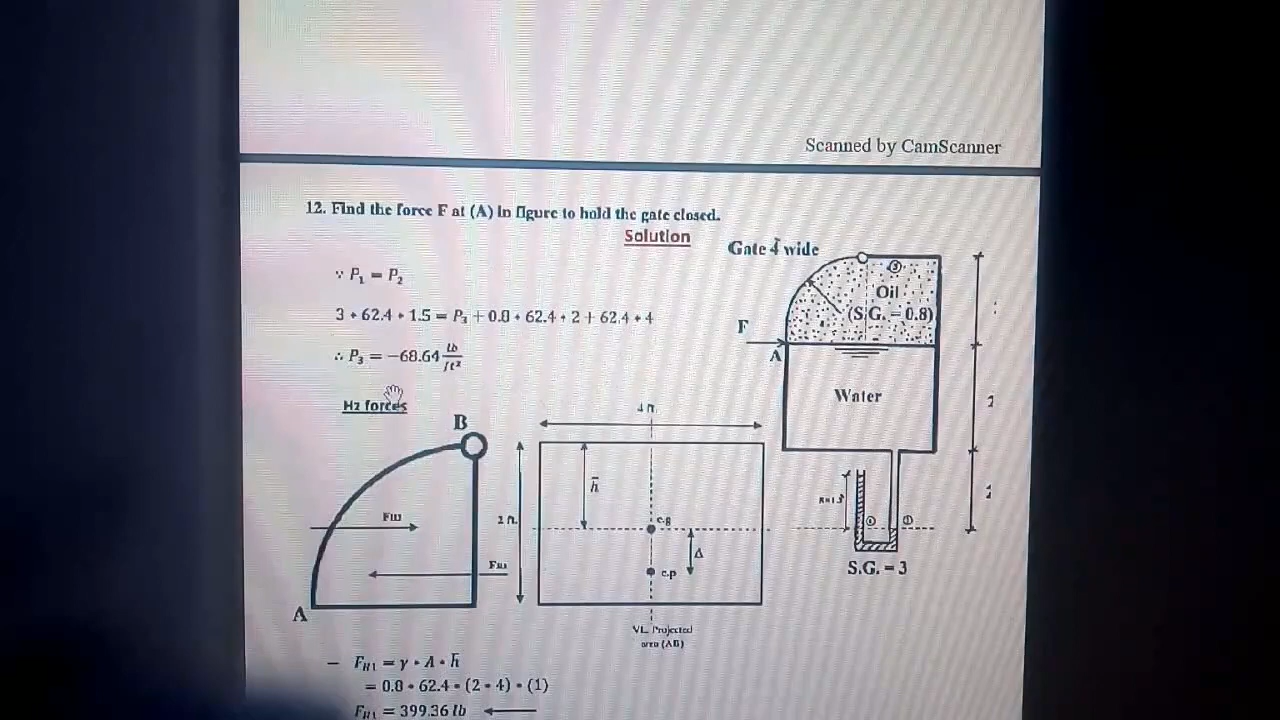 Scanned by CamScanner
12. Find the force F at (A) in figure to hold the gate closed.
Solution
∵ P₁ = P₂
3 * 62.4 * 1.5 = P₃ + 0.8 * 62.4 * 2 + 62.4 * 4
∴ P₃ = −68.64 lb/ft²
Hz forces
Gate 4' wide
③
Oil
(S.G. = 0.8)
F
A
Water
2
2
①
S.G. = 3
B
A
2 ft.
4 ft.
h̄
c.g
Δ
c.p
VL. Projected
area (AB)
− F_H1 = γ * A * h̄
= 0.8 * 62.4 * (2 * 4) * (1)
F_H1 = 399.36 lb